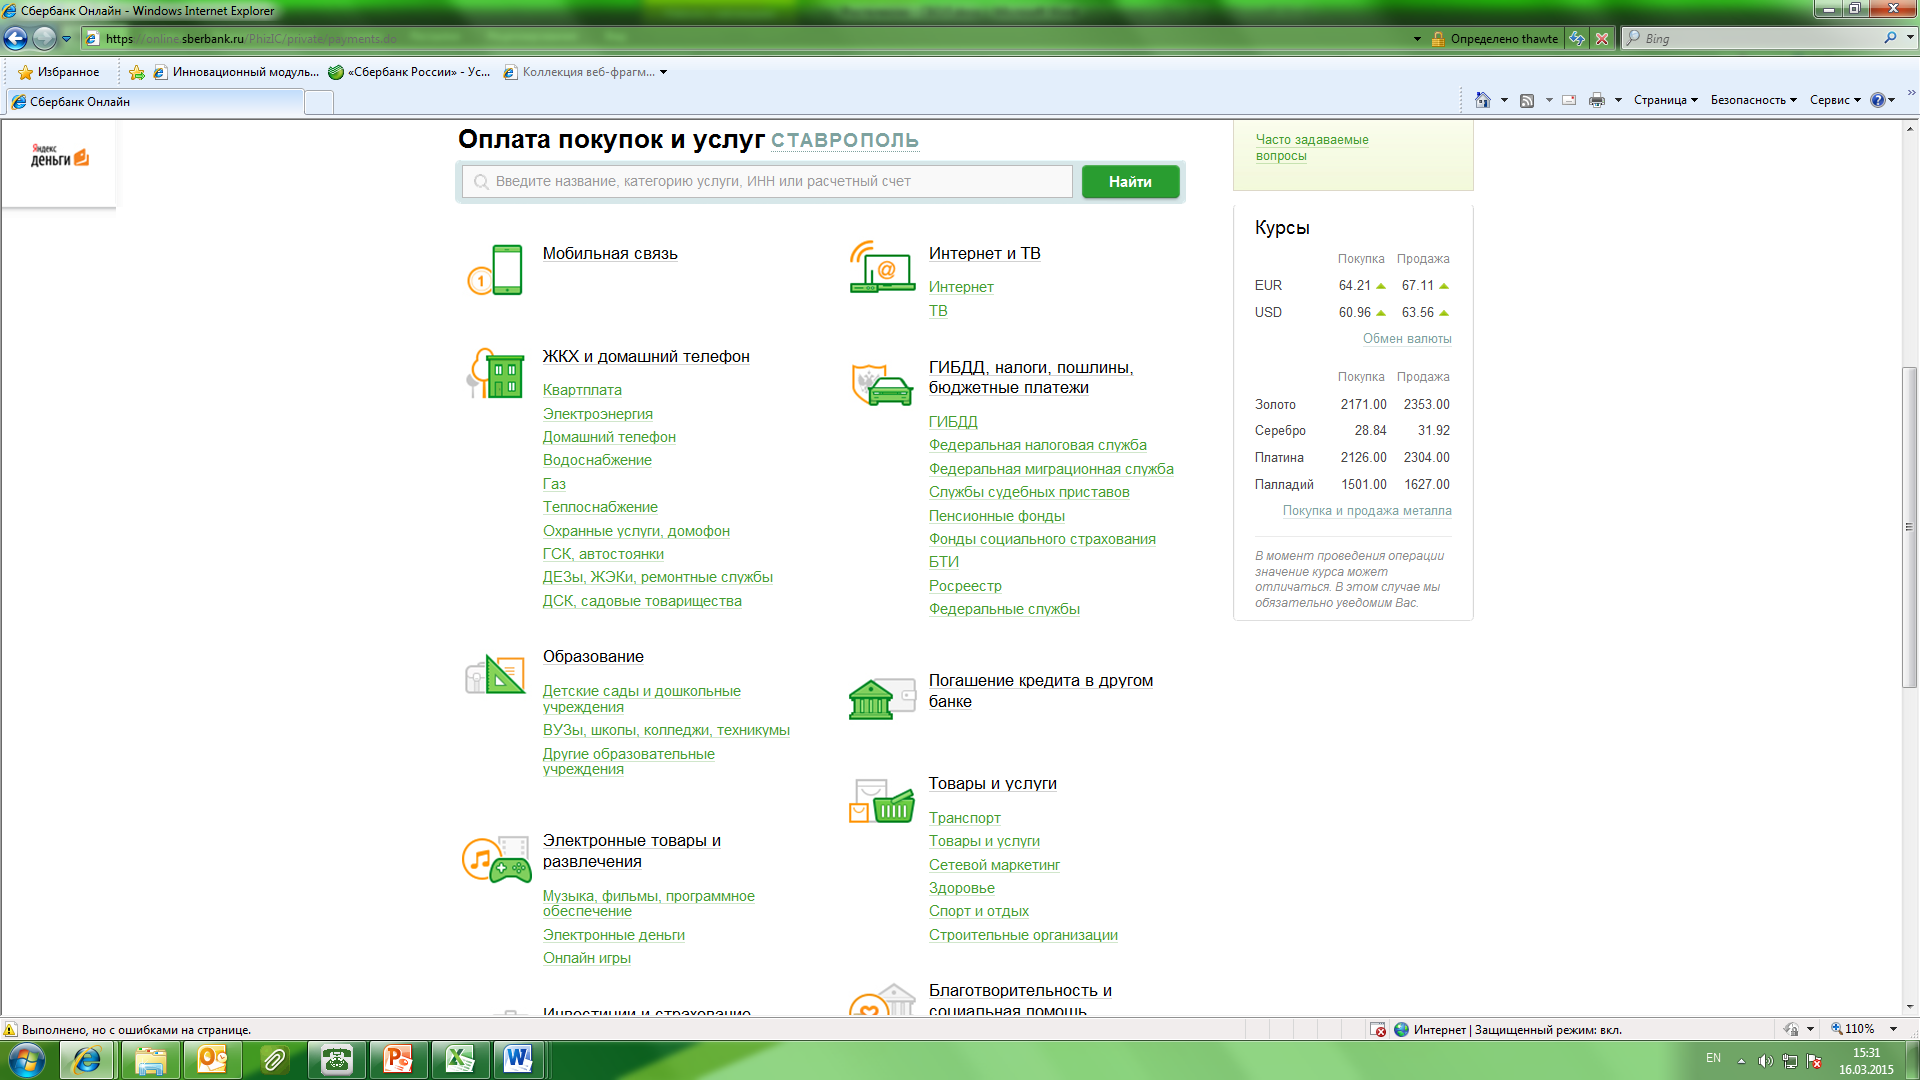 Сбербанк Онлайн - Windows Internet Explorer
https://online.sberbank.ru/PhizIC/private/payments.do
Определено thawte
Bing
Избранное
Инновационный модуль...
«Сбербанк России» - Ус...
Коллекция веб-фрагм...
Сбербанк Онлайн
Страница
Безопасность
Сервис
Яндекс
деньги
Оплата покупок и услуг СТАВРОПОЛЬ
Введите название, категорию услуги, ИНН или расчетный счет
Найти
Мобильная связь
ЖКХ и домашний телефон
Квартплата
Электроэнергия
Домашний телефон
Водоснабжение
Газ
Теплоснабжение
Охранные услуги, домофон
ГСК, автостоянки
ДЕЗы, ЖЭКи, ремонтные службы
ДСК, садовые товарищества
Образование
Детские сады и дошкольные
учреждения
ВУЗы, школы, колледжи, техникумы
Другие образовательные
учреждения
Электронные товары и
развлечения
Музыка, фильмы, программное
обеспечение
Электронные деньги
Онлайн игры
Инвестиции и страхование
Интернет и ТВ
Интернет
ТВ
ГИБДД, налоги, пошлины,
бюджетные платежи
ГИБДД
Федеральная налоговая служба
Федеральная миграционная служба
Службы судебных приставов
Пенсионные фонды
Фонды социального страхования
БТИ
Росреестр
Федеральные службы
Погашение кредита в другом
банке
Товары и услуги
Транспорт
Товары и услуги
Сетевой маркетинг
Здоровье
Спорт и отдых
Строительные организации
Благотворительность и
социальная помощь
Часто задаваемые
вопросы
Курсы
Покупка Продажа
EUR 64.21 67.11
USD 60.96 63.56
Обмен валюты
Покупка Продажа
Золото 2171.00 2353.00
Серебро 28.84 31.92
Платина 2126.00 2304.00
Палладий 1501.00 1627.00
Покупка и продажа металла
В момент проведения операции
значение курса может
отличаться. В этом случае мы
обязательно уведомим Вас.
Выполнено, но с ошибками на странице.
Интернет | Защищенный режим: вкл.
110%
EN
15:31
16.03.2015